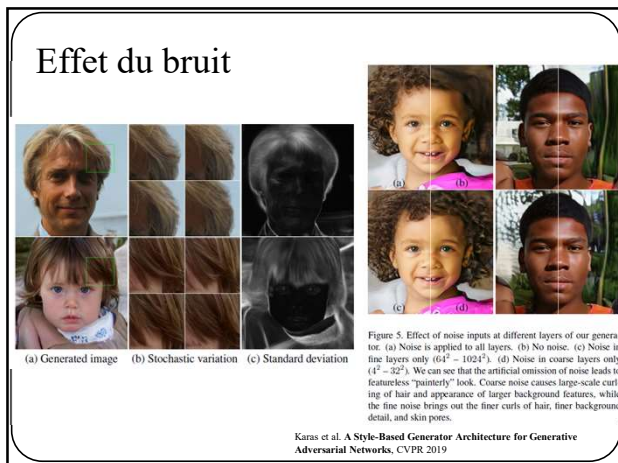 Effet du bruit
(a) (b)
(c) (d)
(a) Generated image (b) Stochastic variation (c) Standard deviation
Figure 5. Effect of noise inputs at different layers of our genera-
tor. (a) Noise is applied to all layers. (b) No noise. (c) Noise in
fine layers only (64² – 1024²). (d) Noise in coarse layers only
(4² – 32²). We can see that the artificial omission of noise leads to
featureless “painterly” look. Coarse noise causes large-scale curl-
ing of hair and appearance of larger background features, while
the fine noise brings out the finer curls of hair, finer background
detail, and skin pores.
Karas et al. A Style-Based Generator Architecture for Generative
Adversarial Networks, CVPR 2019